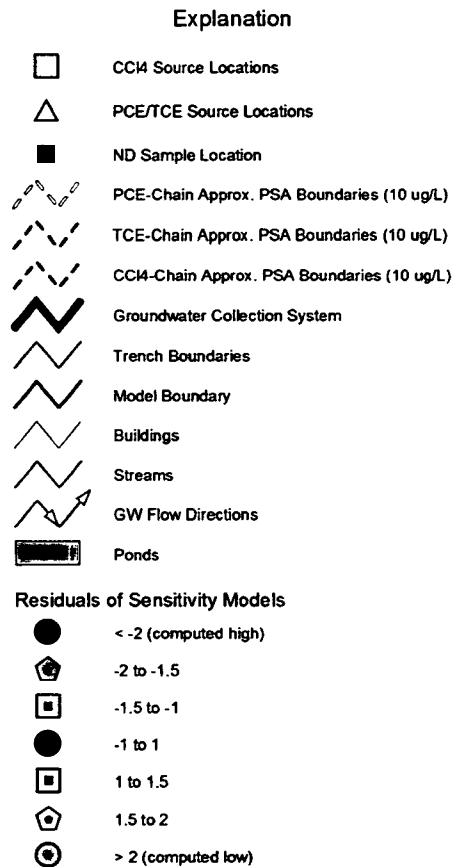 Explanation
CCl4 Source Locations
PCE/TCE Source Locations
ND Sample Location
PCE-Chain Approx. PSA Boundaries (10 ug/L)
TCE-Chain Approx. PSA Boundaries (10 ug/L)
CCl4-Chain Approx. PSA Boundaries (10 ug/L)
Groundwater Collection System
Trench Boundaries
Model Boundary
Buildings
Streams
GW Flow Directions
Ponds
Residuals of Sensitivity Models
< -2 (computed high)
-2 to -1.5
-1.5 to -1
-1 to 1
1 to 1.5
1.5 to 2
> 2 (computed low)